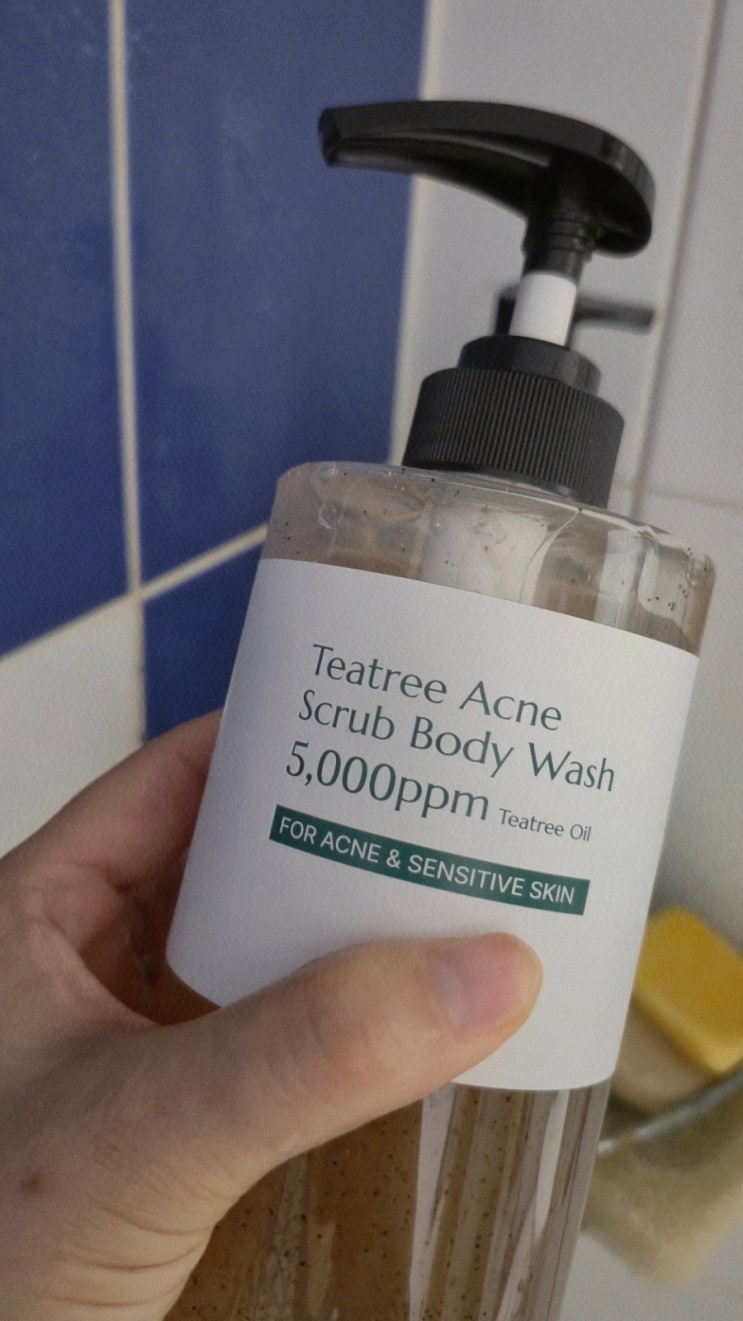 Teatree Acne
Scrub Body Wash
5,000ppm Teatree Oil
FOR ACNE & SENSITIVE SKIN